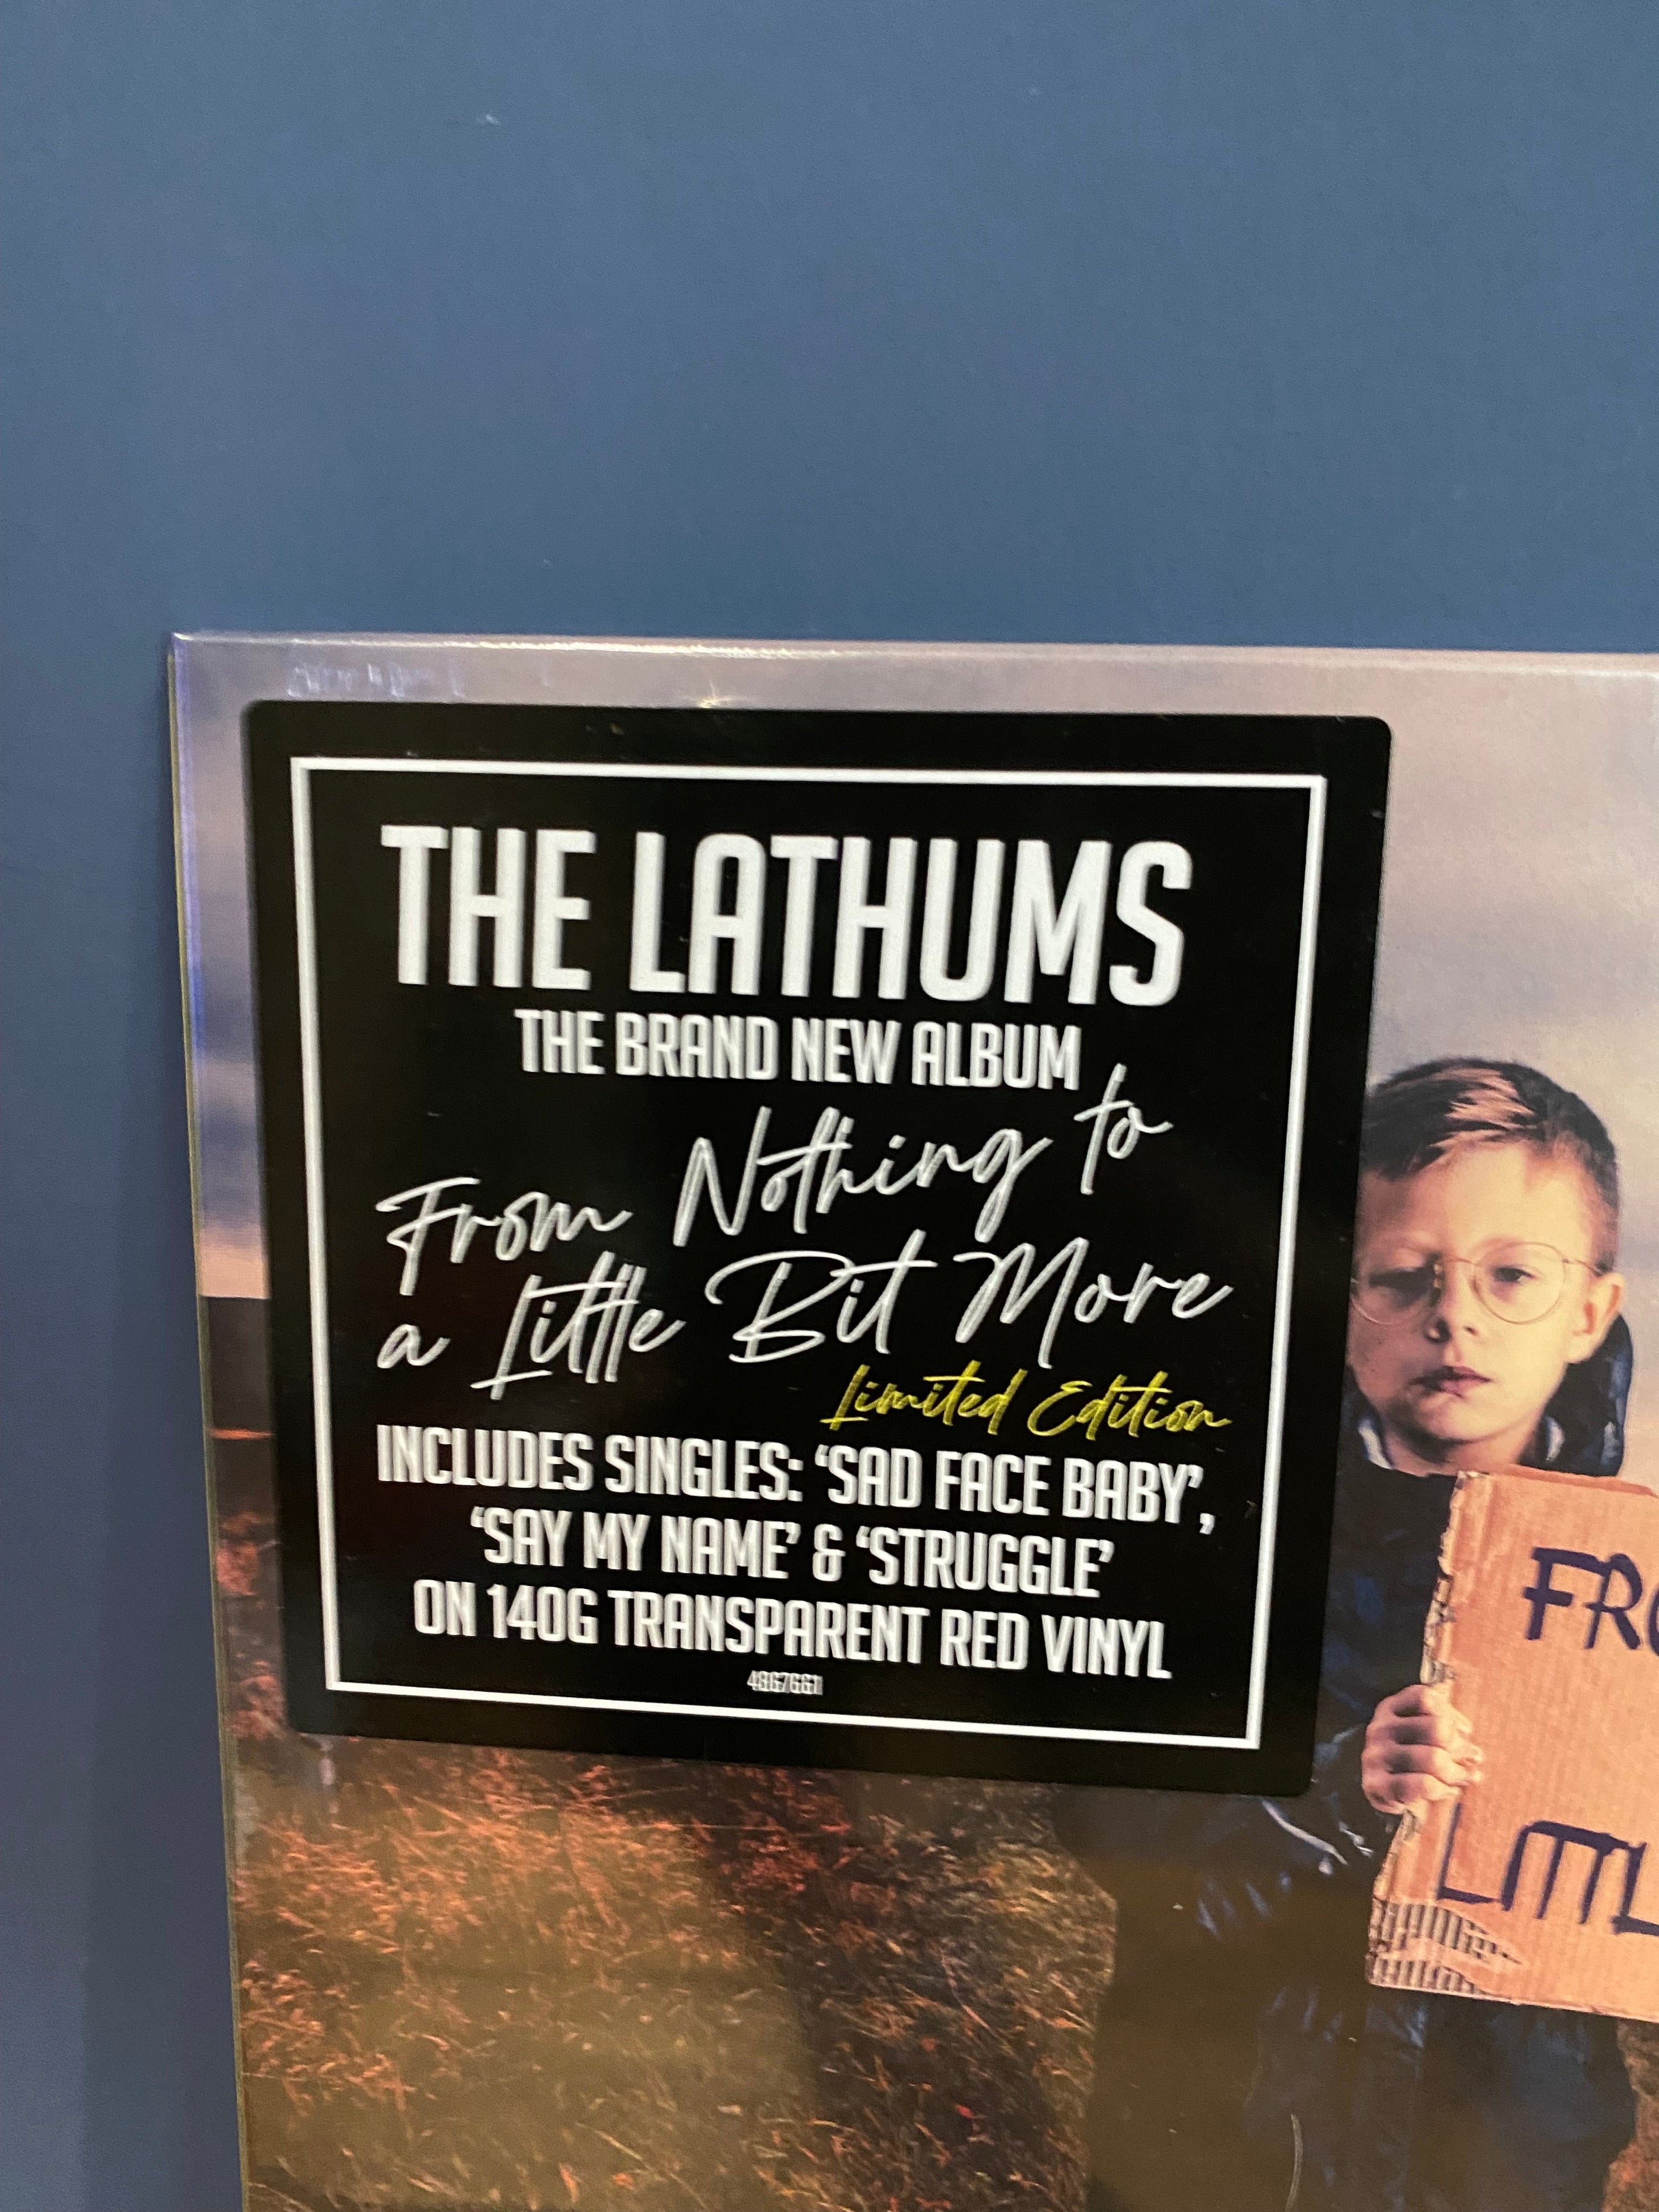 THE LATHUMS
THE BRAND NEW ALBUM
From Nothing to
a Little Bit More
Limited Edition
INCLUDES SINGLES: ‘SAD FACE BABY’,
‘SAY MY NAME’ & ‘STRUGGLE’
ON 140G TRANSPARENT RED VINYL
4867661